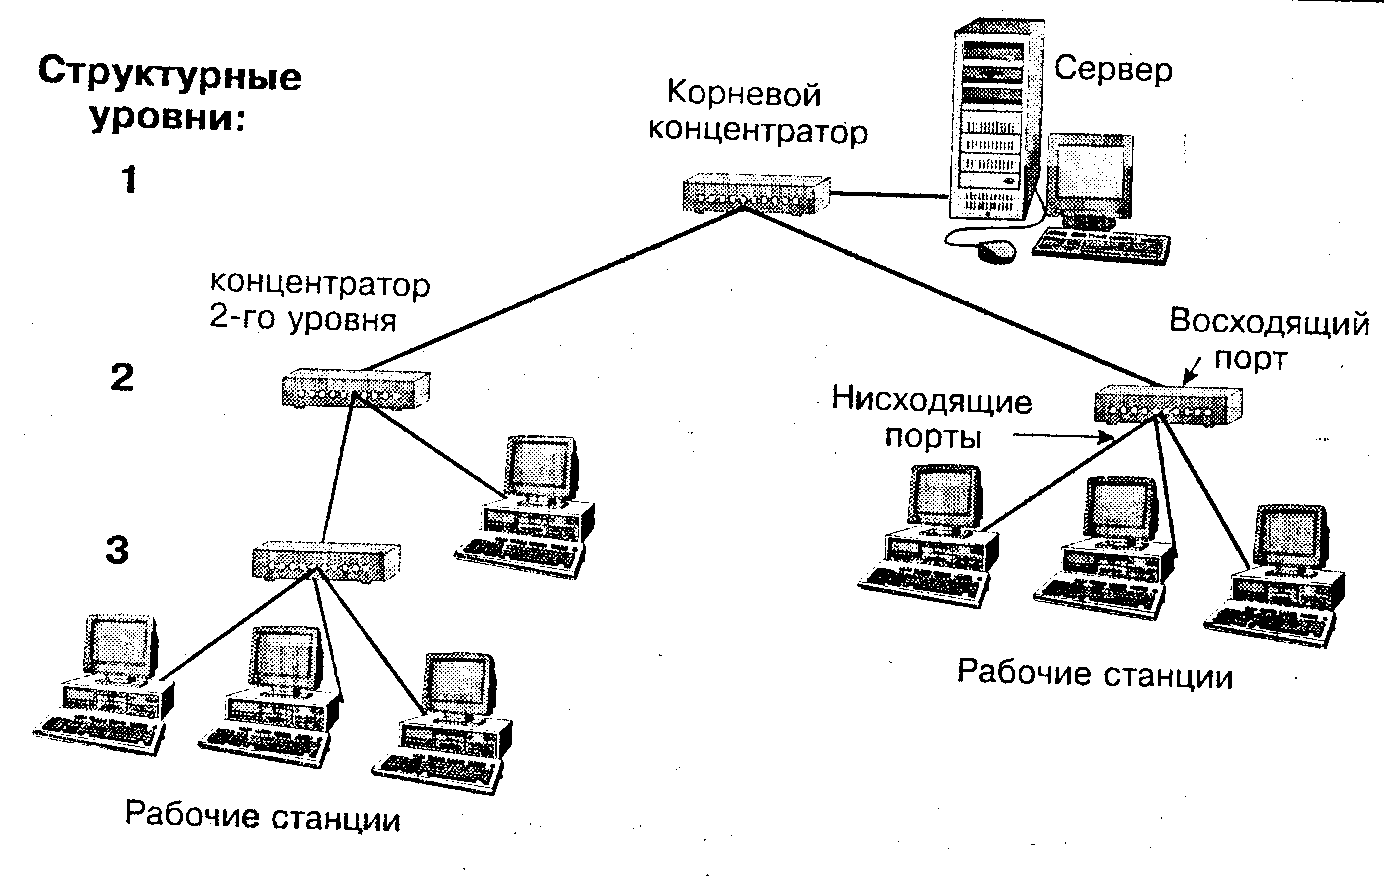 Структурные
уровни:
Сервер
Корневой
концентратор
1
концентратор
2-го уровня
Восходящий
порт
2
Нисходящие
порты
3
Рабочие станции
Рабочие станции